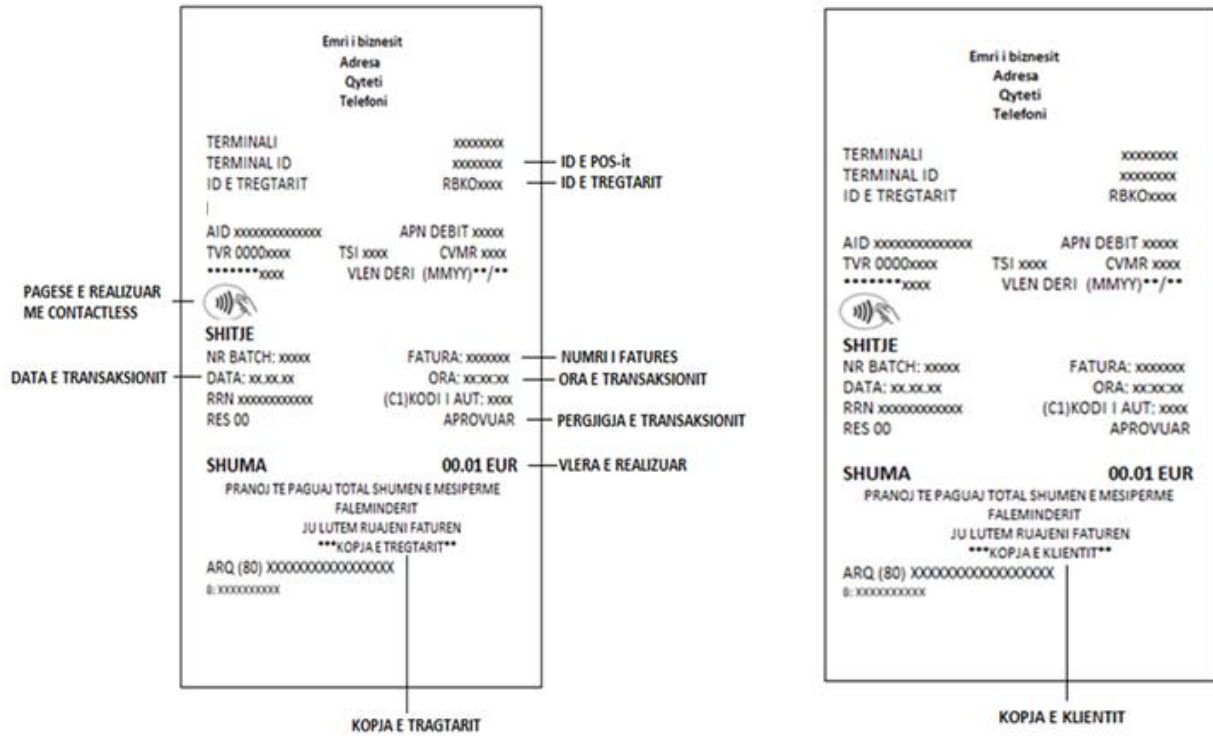 Emri i biznesit
Adresa
Qyteti
Telefoni
TERMINALI xxxxxxxx
TERMINAL ID xxxxxxxx
ID E POS-it
ID E TREGTARIT RBKOxxxx
ID E TREGTARIT
AID xxxxxxxxxxxxxx APN DEBIT xxxxx
TVR 0000xxxx TSI xxxx CVMR xxxx
*******xxxx VLEN DERI (MMYY)**/**
PAGESE E REALIZUAR
ME CONTACTLESS
SHITJE
NR BATCH: xxxxx FATURA: xxxxxxx
NUMRI I FATURES
DATA E TRANSAKSIONIT
DATA: xx.xx.xx ORA: xx:xx:xx
ORA E TRANSAKSIONIT
RRN xxxxxxxxxxxx (C1)KODI I AUT: xxxx
RES 00 APROVUAR
PERGJIGJA E TRANSAKSIONIT
SHUMA 00.01 EUR
VLERA E REALIZUAR
PRANOJ TE PAGUAJ TOTAL SHUMEN E MESIPERME
FALEMINDERIT
JU LUTEM RUAJENI FATUREN
***KOPJA E TREGTARIT**
ARQ (80) XXXXXXXXXXXXXXXXXX
B: XXXXXXXXXX
KOPJA E TRAGTARIT
Emri i biznesit
Adresa
Qyteti
Telefoni
TERMINALI xxxxxxxx
TERMINAL ID xxxxxxxx
ID E TREGTARIT RBKOxxxx
AID xxxxxxxxxxxxxx APN DEBIT xxxxx
TVR 0000xxxx TSI xxxx CVMR xxxx
*******xxxx VLEN DERI (MMYY)**/**
SHITJE
NR BATCH: xxxxx FATURA: xxxxxxx
DATA: xx.xx.xx ORA: xx:xx:xx
RRN xxxxxxxxxxxx (C1)KODI I AUT: xxxx
RES 00 APROVUAR
SHUMA 00.01 EUR
PRANOJ TE PAGUAJ TOTAL SHUMEN E MESIPERME
FALEMINDERIT
JU LUTEM RUAJENI FATUREN
***KOPJA E KLIENTIT**
ARQ (80) XXXXXXXXXXXXXXXXXX
B: XXXXXXXXXX
KOPJA E KLIENTIT